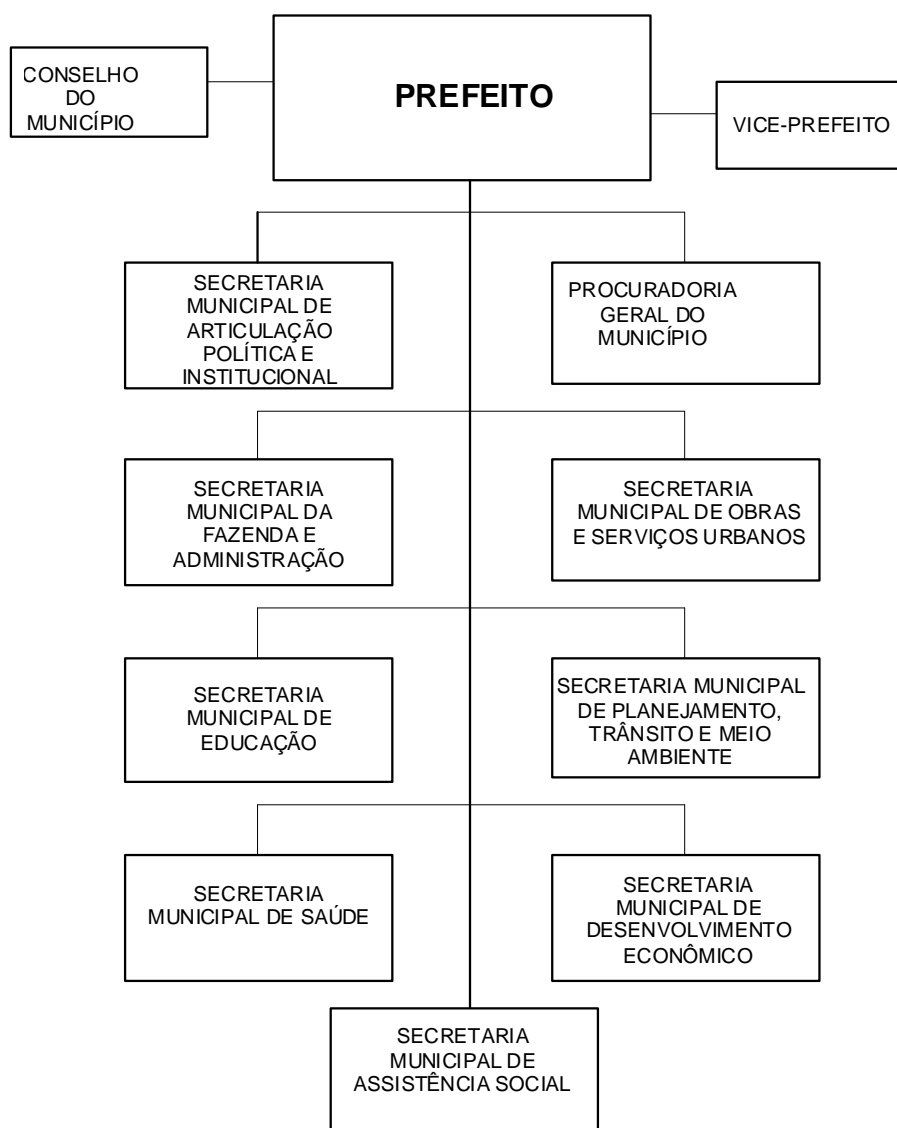 CONSELHO
DO
MUNICÍPIO
PREFEITO
VICE-PREFEITO
SECRETARIA
MUNICIPAL DE
ARTICULAÇÃO
POLÍTICA E
INSTITUCIONAL
PROCURADORIA
GERAL DO
MUNICÍPIO
SECRETARIA
MUNICIPAL DA
FAZENDA E
ADMINISTRAÇÃO
SECRETARIA
MUNICIPAL DE OBRAS
E SERVIÇOS URBANOS
SECRETARIA
MUNICIPAL DE
EDUCAÇÃO
SECRETARIA MUNICIPAL
DE PLANEJAMENTO,
TRÂNSITO E MEIO
AMBIENTE
SECRETARIA
MUNICIPAL DE SAÚDE
SECRETARIA
MUNICIPAL DE
DESENVOLVIMENTO
ECONÔMICO
SECRETARIA
MUNICIPAL DE
ASSISTÊNCIA SOCIAL